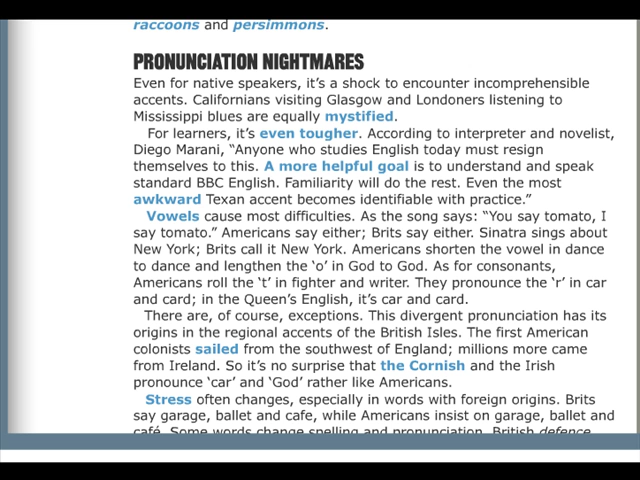 raccoons and persimmons.
PRONUNCIATION NIGHTMARES
Even for native speakers, it's a shock to encounter incomprehensible
accents. Californians visiting Glasgow and Londoners listening to
Mississippi blues are equally mystified.
For learners, it's even tougher. According to interpreter and novelist,
Diego Marani, “Anyone who studies English today must resign
themselves to this. A more helpful goal is to understand and speak
standard BBC English. Familiarity will do the rest. Even the most
awkward Texan accent becomes identifiable with practice.”
Vowels cause most difficulties. As the song says: “You say tomato, I
say tomato.” Americans say either; Brits say either. Sinatra sings about
New York; Brits call it New York. Americans shorten the vowel in dance
to dance and lengthen the ‘o’ in God to God. As for consonants,
Americans roll the ‘t’ in fighter and writer. They pronounce the ‘r’ in car
and card; in the Queen's English, it's car and card.
There are, of course, exceptions. This divergent pronunciation has its
origins in the regional accents of the British Isles. The first American
colonists sailed from the southwest of England; millions more came
from Ireland. So it's no surprise that the Cornish and the Irish
pronounce ‘car’ and ‘God’ rather like Americans.
Stress often changes, especially in words with foreign origins. Brits
say garage, ballet and cafe, while Americans insist on garage, ballet and
café. Some words change spelling and pronunciation. British defence